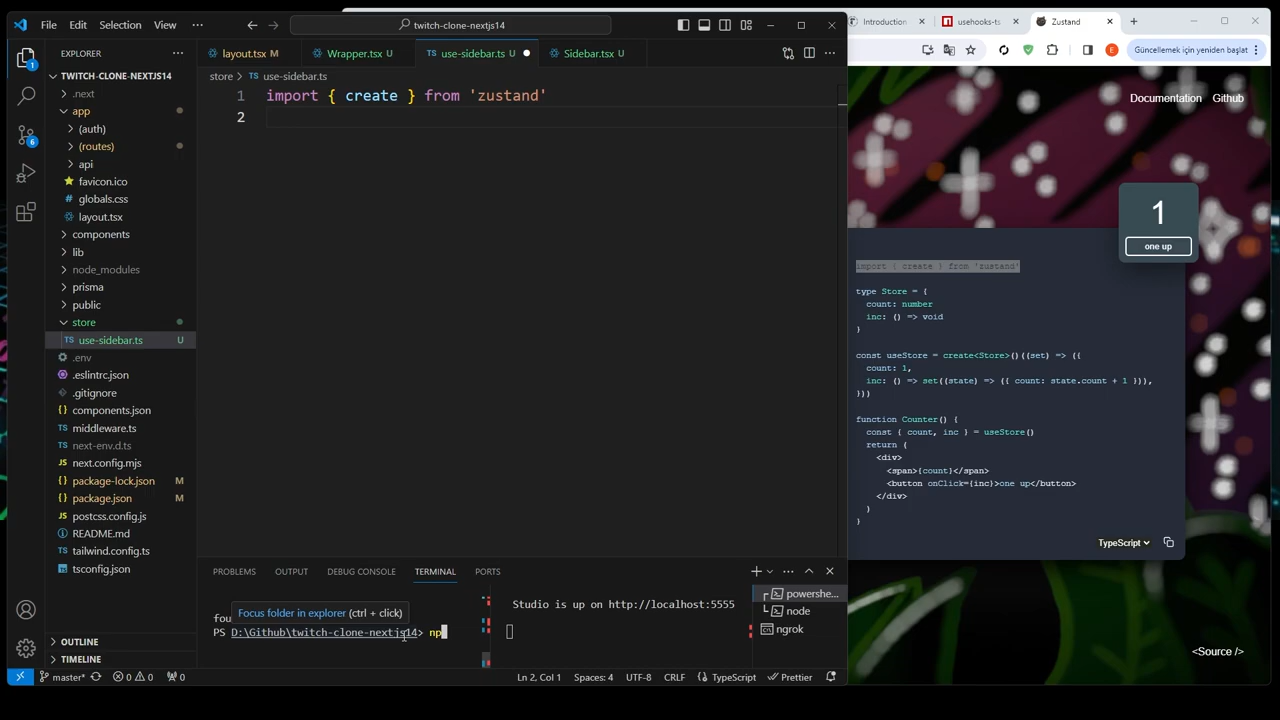 File Edit Selection View ···
twitch-clone-nextjs14
Introduction
usehooks-ts
Zustand
Güncellemek için yeniden başlat
E
EXPLORER
layout.tsx M
Wrapper.tsx U
use-sidebar.ts U
Sidebar.tsx U
TWITCH-CLONE-NEXTJS14
store > use-sidebar.ts
.next
app
(auth)
(routes)
api
favicon.ico
globals.css
layout.tsx
components
lib
node_modules
prisma
public
store
use-sidebar.ts U
.env
.eslintrc.json
.gitignore
components.json
middleware.ts
next-env.d.ts
next.config.mjs
package-lock.json M
package.json M
postcss.config.js
README.md
tailwind.config.ts
tsconfig.json
OUTLINE
TIMELINE
1 import { create } from 'zustand'
2
Documentation Github
1
one up
import { create } from 'zustand'
type Store = {
count: number
inc: () => void
}
const useStore = create<Store>()((set) => ({
count: 1,
inc: () => set((state) => ({ count: state.count + 1 })),
}))
function Counter() {
const { count, inc } = useStore()
return (
<div>
<span>{count}</span>
<button onClick={inc}>one up</button>
</div>
)
}
TypeScript
<Source />
PROBLEMS OUTPUT DEBUG CONSOLE TERMINAL PORTS
Focus folder in explorer (ctrl + click)
fou
PS D:\Github\twitch-clone-nextjs14> np
Studio is up on http://localhost:5555
powershe...
node
ngrok
master* 0 0 0
Ln 2, Col 1 Spaces: 4 UTF-8 CRLF TypeScript Prettier